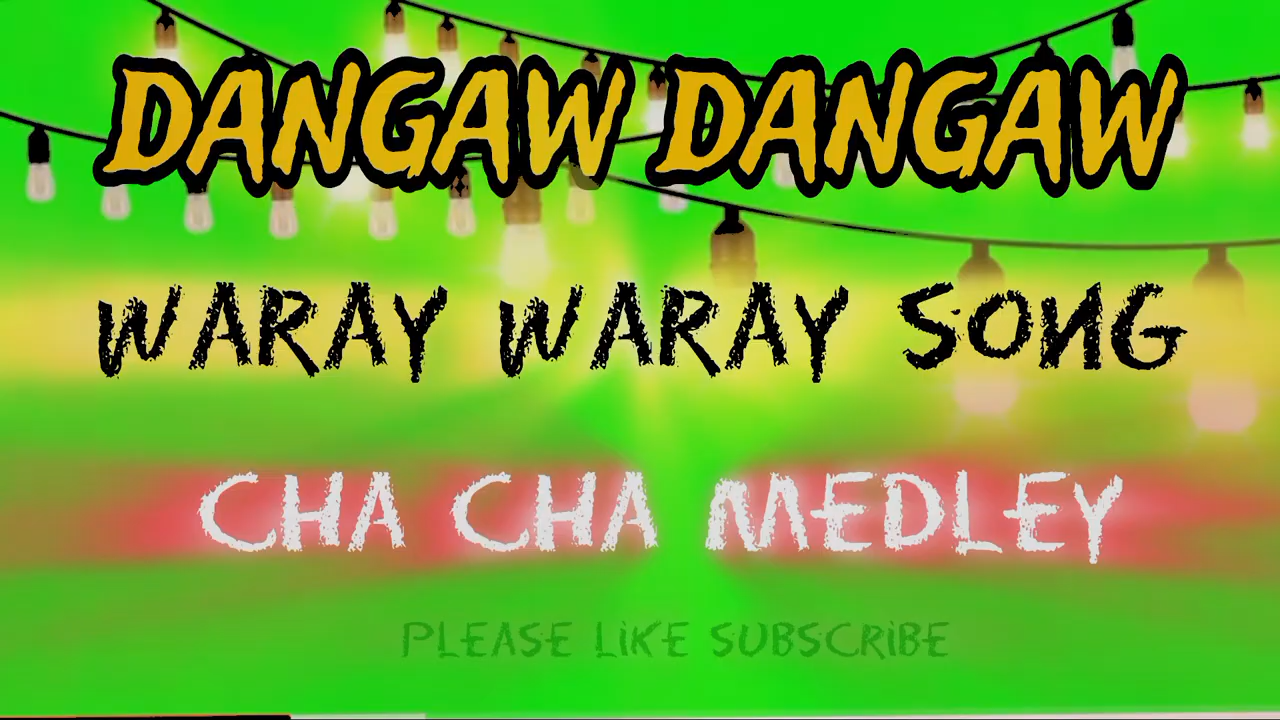 DANGAW DANGAW
WARAY WARAY SONG
CHA CHA MEDLEY
PLEASE LIKE SUBSCRIBE